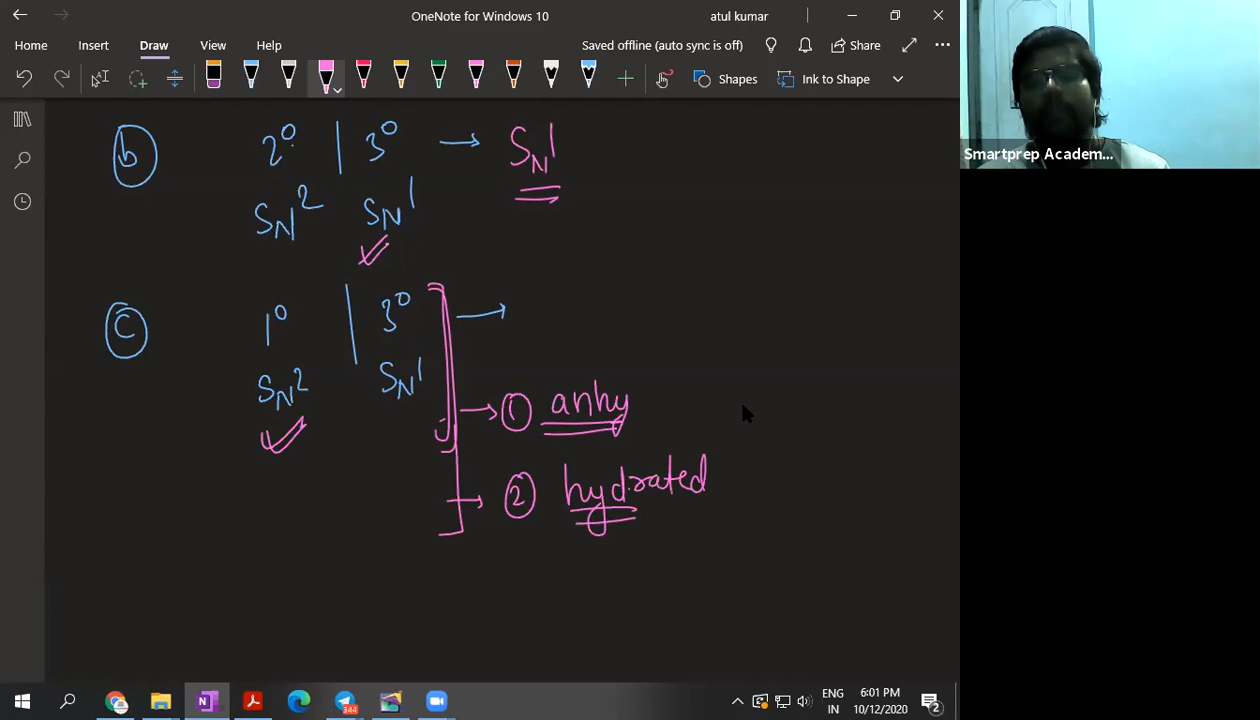 OneNote for Windows 10
atul kumar
Home Insert Draw View Help
Saved offline (auto sync is off)
Share
Shapes
Ink to Shape
Smartprep Academ...
b 2° | 3° → SN1
SN2 SN1
C 1° | 3° →
SN2 SN1
→ ① anhy
→ ② hydrated
344
ENG
IN
6:01 PM
10/12/2020
2